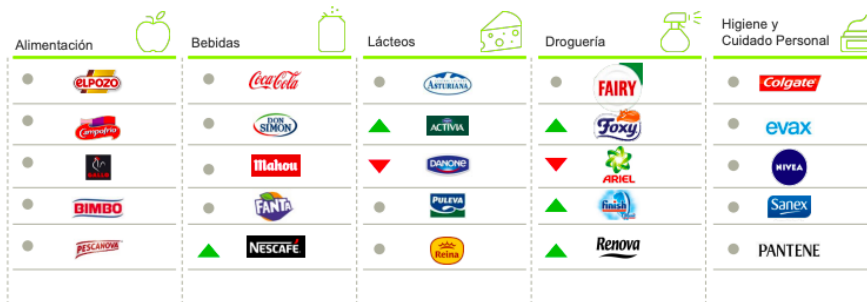 Alimentación
ELPOZO
Campofrío
BIMBO
PESCANOVA
Bebidas
Coca-Cola
DON SIMON
Mahou
FANTA
NESCAFÉ
Lácteos
ASTURIANA
ACTIVIA
DANONE
PULEVA
Reina
Droguería
FAIRY
Foxy
ARIEL
finish
Renova
Higiene y
Cuidado Personal
Colgate
evax
NIVEA
Sanex
PANTENE